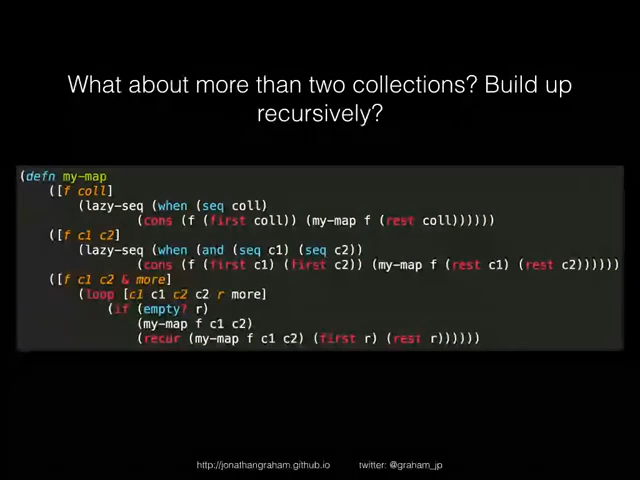 What about more than two collections? Build up
recursively?
(defn my-map
([f coll]
(lazy-seq (when (seq coll)
(cons (f (first coll)) (my-map f (rest coll))))))
([f c1 c2]
(lazy-seq (when (and (seq c1) (seq c2))
(cons (f (first c1) (first c2)) (my-map f (rest c1) (rest c2))))))
([f c1 c2 & more]
(loop [c1 c1 c2 c2 r more]
(if (empty? r)
(my-map f c1 c2)
(recur (my-map f c1 c2) (first r) (rest r))))))
http://jonathangraham.github.io twitter: @graham_jp